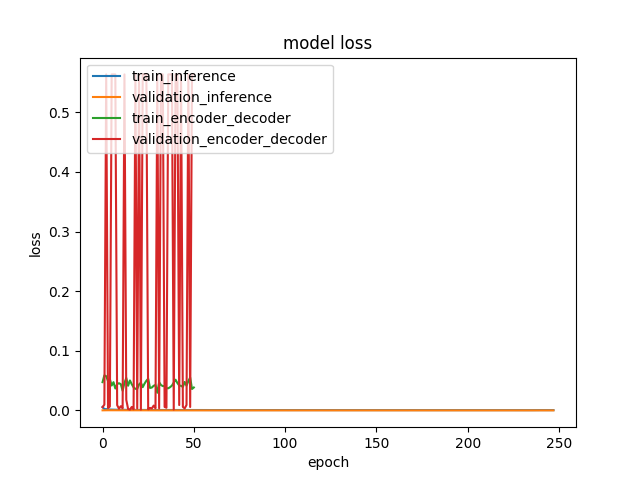 model loss
train_inference
validation_inference
train_encoder_decoder
validation_encoder_decoder
loss
0.5
0.4
0.3
0.2
0.1
0.0
0 50 100 150 200 250
epoch